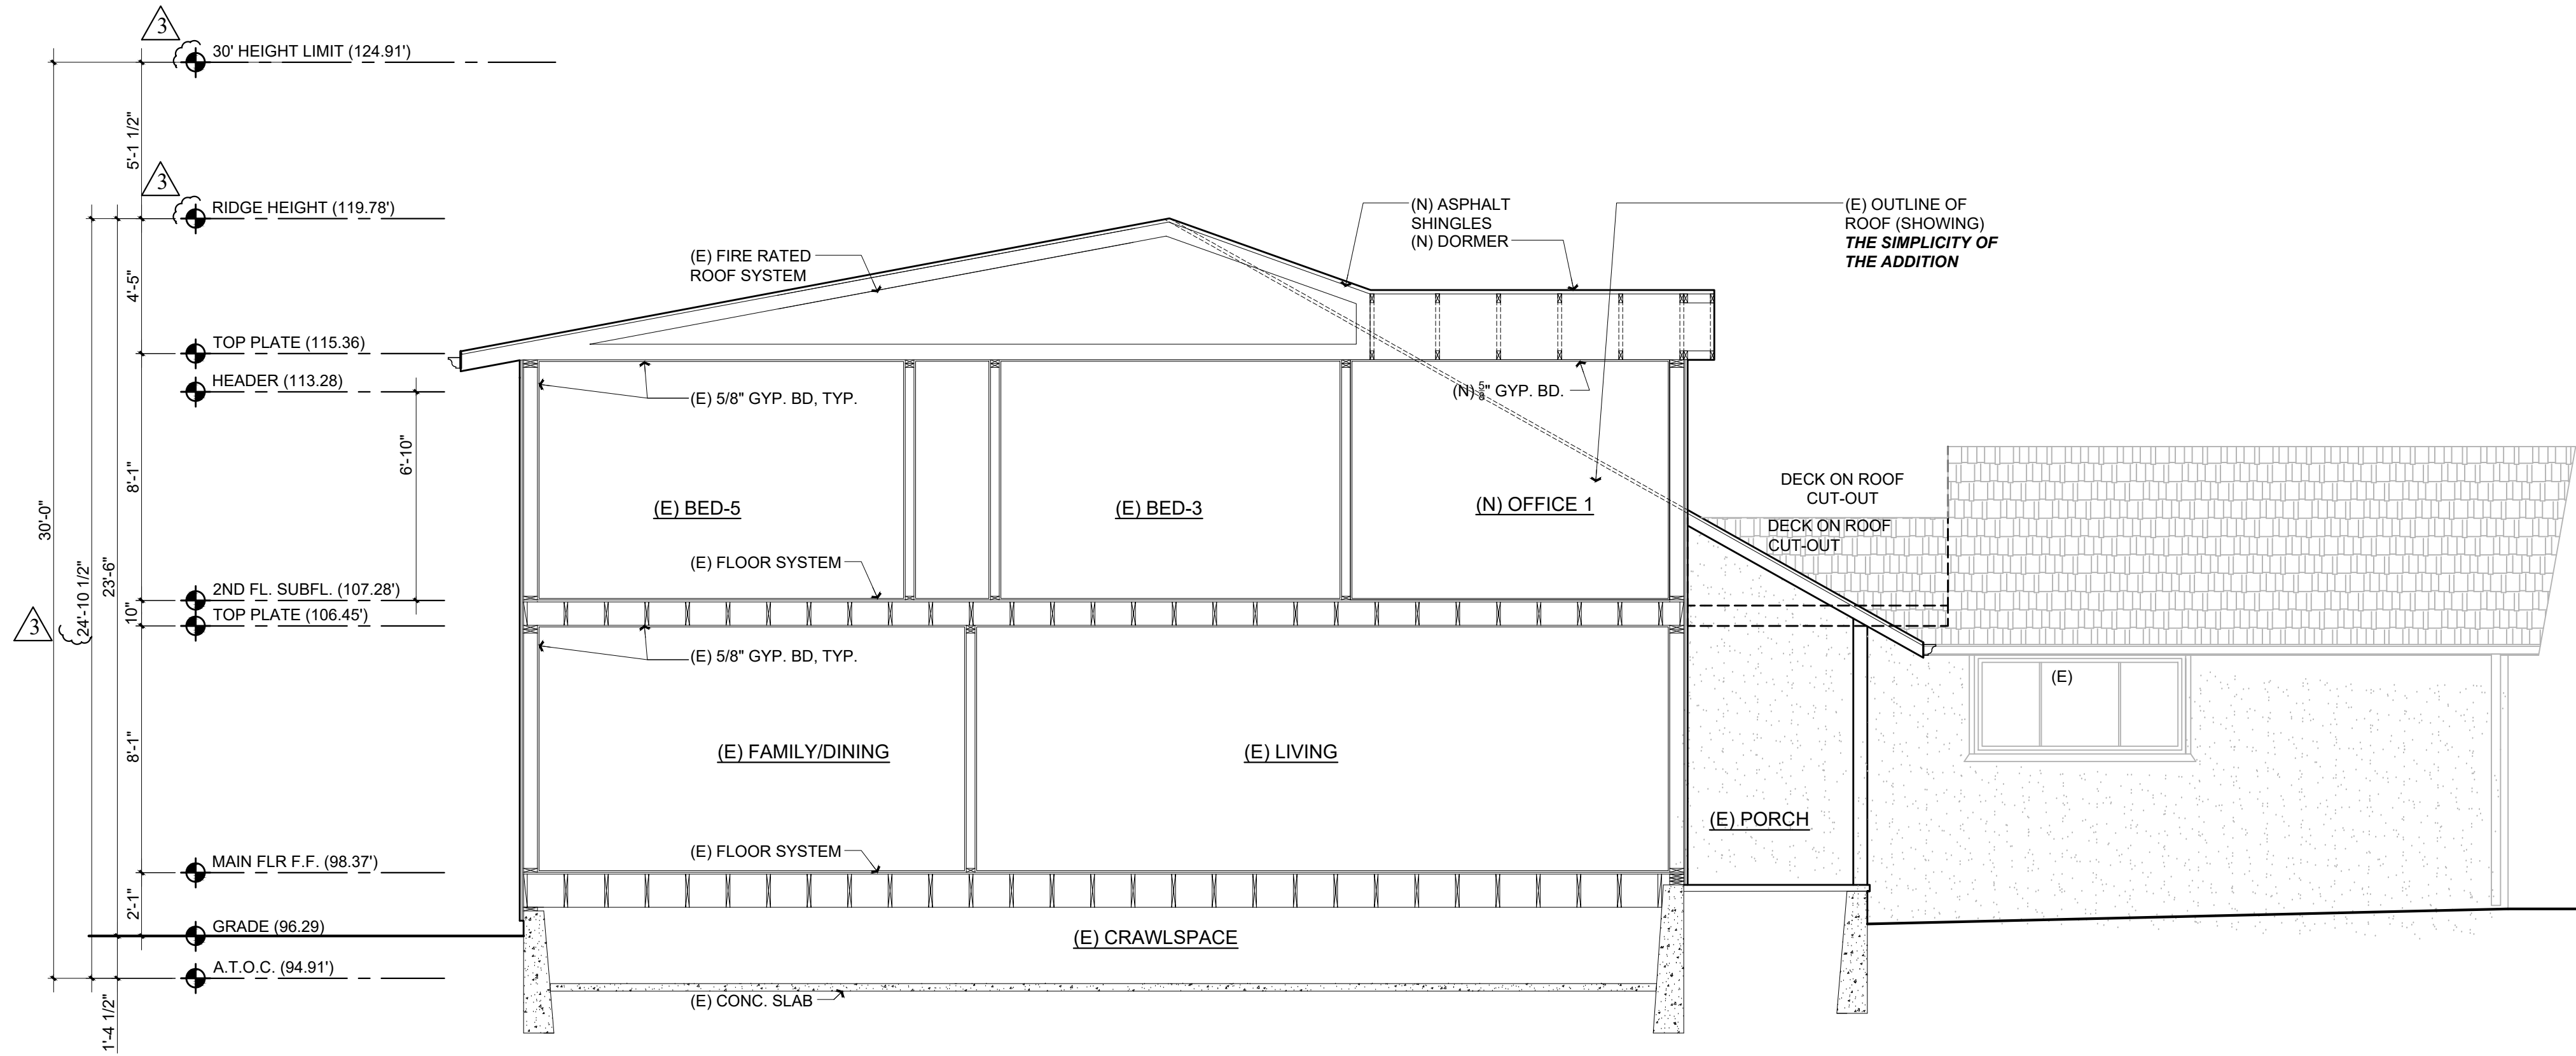 3
30' HEIGHT LIMIT (124.91')
5'-1 1/2"
3
RIDGE HEIGHT (119.78')
4'-5"
TOP PLATE (115.36)
HEADER (113.28)
8'-1"
6'-10"
30'-0"
24'-10 1/2"
23'-6"
3
2ND FL. SUBFL. (107.28')
10"
TOP PLATE (106.45')
8'-1"
MAIN FLR F.F. (98.37')
2'-1"
GRADE (96.29)
A.T.O.C. (94.91')
1'-4 1/2"
(E) FIRE RATED
ROOF SYSTEM
(N) ASPHALT
SHINGLES
(N) DORMER
(E) OUTLINE OF
ROOF (SHOWING)
THE SIMPLICITY OF
THE ADDITION
(E) 5/8" GYP. BD, TYP.
(N) 5/8" GYP. BD.
(E) BED-5
(E) BED-3
(N) OFFICE 1
DECK ON ROOF
CUT-OUT
DECK ON ROOF
CUT-OUT
(E) FLOOR SYSTEM
(E) 5/8" GYP. BD, TYP.
(E)
(E) FAMILY/DINING
(E) LIVING
(E) PORCH
(E) FLOOR SYSTEM
(E) CRAWLSPACE
(E) CONC. SLAB